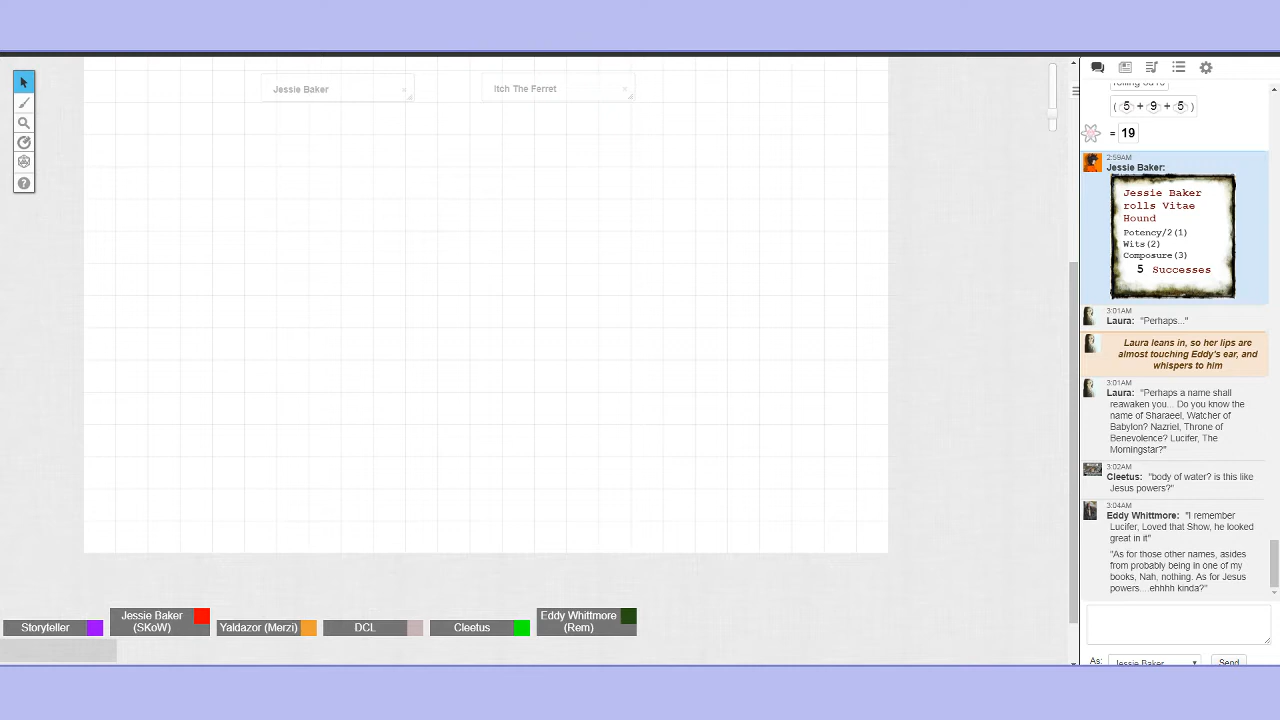 Jessie Baker
Itch The Ferret
( 5 + 9 + 5 )
= 19
2:59AM
Jessie Baker:
Jessie Baker
rolls Vitae
Hound
Potency/2(1)
Wits(2)
Composure(3)
5 Successes
3:01AM
Laura: "Perhaps..."
Laura leans in, so her lips are
almost touching Eddy's ear, and
whispers to him
3:01AM
Laura: "Perhaps a name shall
reawaken you... Do you know the
name of Sharaeel, Watcher of
Babylon? Nazriel, Throne of
Benevolence? Lucifer, The
Morningstar?"
3:02AM
Cleetus: "body of water? is this like
Jesus powers?"
3:04AM
Eddy Whittmore: "I remember
Lucifer, Loved that Show, he looked
great in it"
"As for those other names, asides
from probably being in one of my
books, Nah, nothing. As for Jesus
powers....ehhhh kinda?"
As:
Jessie Baker
Send
Storyteller
Jessie Baker
(SKoW)
Yaldazor (Merzi)
DCL
Cleetus
Eddy Whittmore
(Rem)